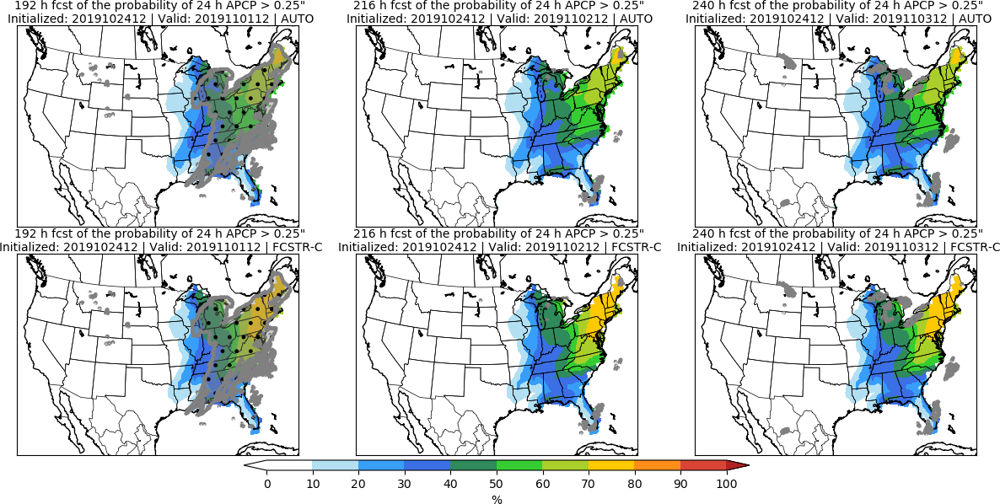 192 h fcst of the probability of 24 h APCP > 0.25"
Initialized: 2019102412 | Valid: 2019110112 | AUTO
216 h fcst of the probability of 24 h APCP > 0.25"
Initialized: 2019102412 | Valid: 2019110212 | AUTO
240 h fcst of the probability of 24 h APCP > 0.25"
Initialized: 2019102412 | Valid: 2019110312 | AUTO
192 h fcst of the probability of 24 h APCP > 0.25"
Initialized: 2019102412 | Valid: 2019110112 | FCSTR-C
216 h fcst of the probability of 24 h APCP > 0.25"
Initialized: 2019102412 | Valid: 2019110212 | FCSTR-C
240 h fcst of the probability of 24 h APCP > 0.25"
Initialized: 2019102412 | Valid: 2019110312 | FCSTR-C
0 10 20 30 40 50 60 70 80 90 100
%